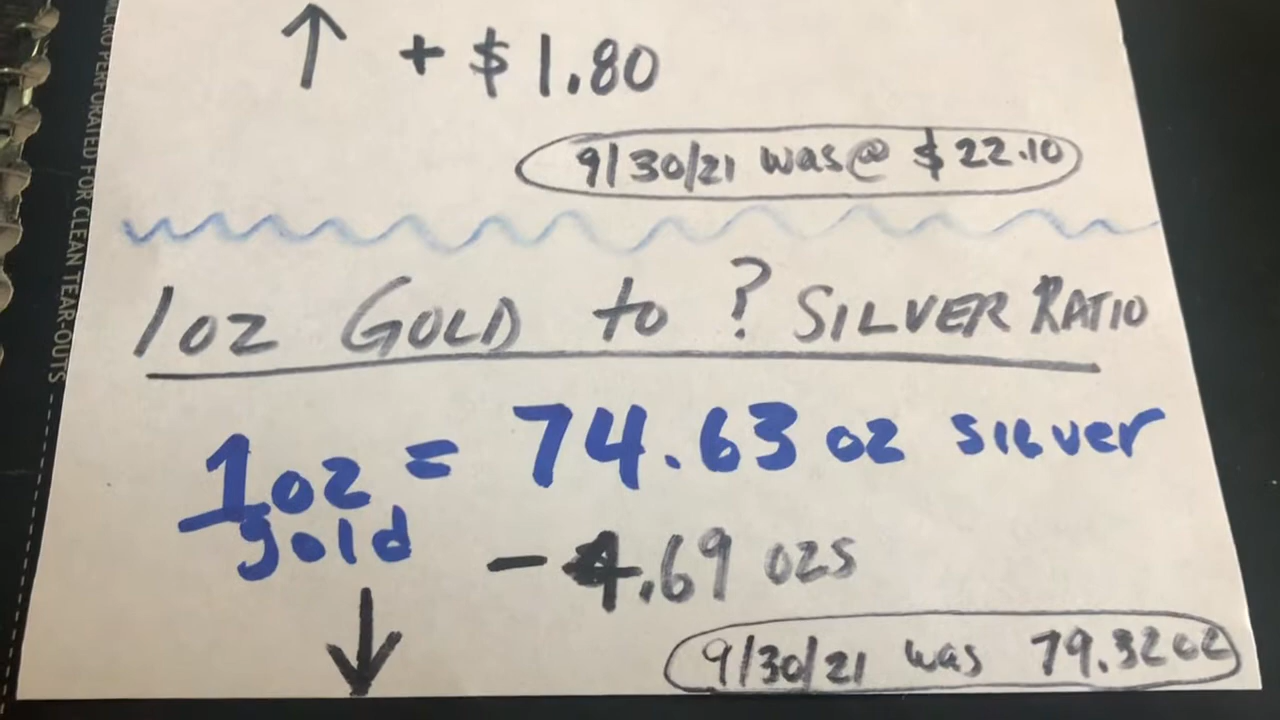 ↑ + $1.80
9/30/21 was @ $22.10
1oz GOLD to ? SILVER RATIO
1oz = 74.63 oz silver
gold
- 4.69 ozs
↓
9/30/21 was 79.32oz
MICRO PERFORATED FOR CLEAN TEAR-OUTS